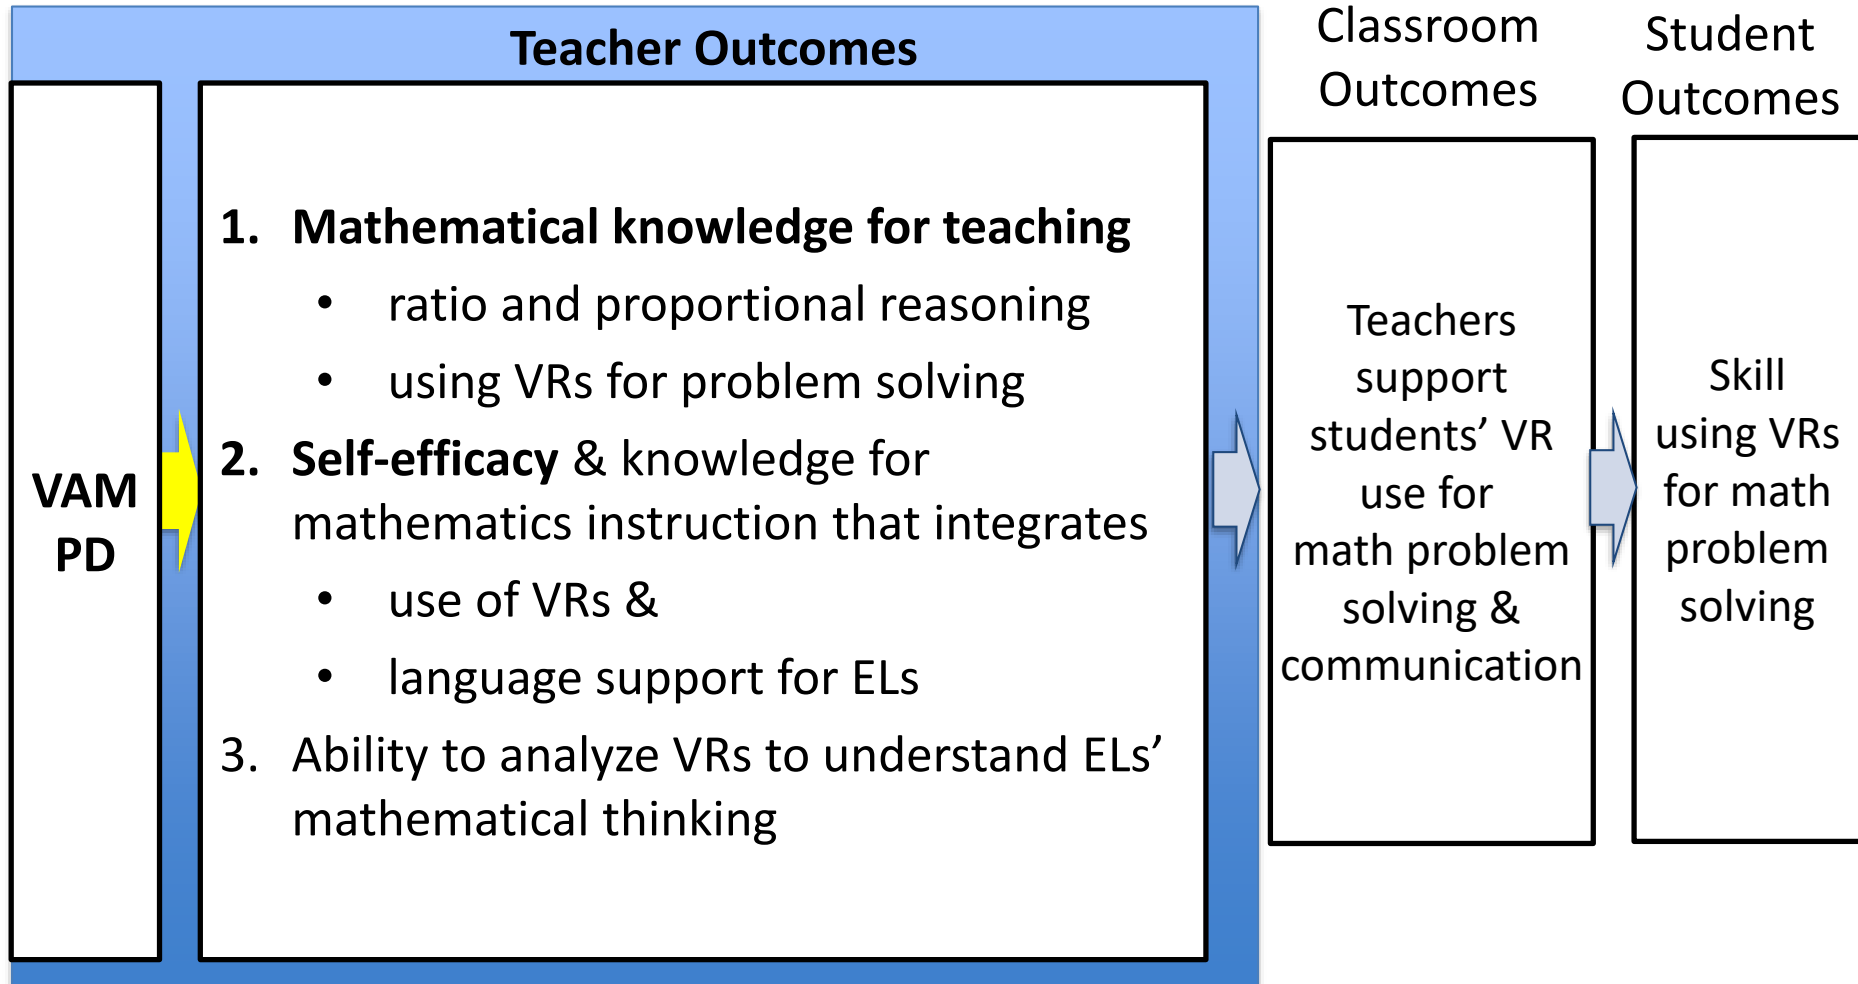 Teacher Outcomes
VAM
PD
1. Mathematical knowledge for teaching
• ratio and proportional reasoning
• using VRs for problem solving
2. Self-efficacy & knowledge for
mathematics instruction that integrates
• use of VRs &
• language support for ELs
3. Ability to analyze VRs to understand ELs’
mathematical thinking
Classroom
Outcomes
Teachers
support
students’ VR
use for
math problem
solving &
communication
Student
Outcomes
Skill
using VRs
for math
problem
solving